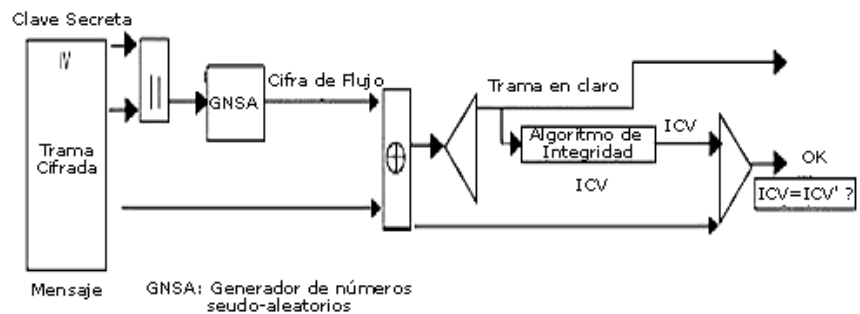 Clave Secreta
IV
Trama
Cifrada
Mensaje
||
GNSA
Cifra de Flujo
Trama en claro
Algorítmo de
Integridad
ICV
ICV
OK
ICV=ICV' ?
GNSA: Generador de números
seudo-aleatorios